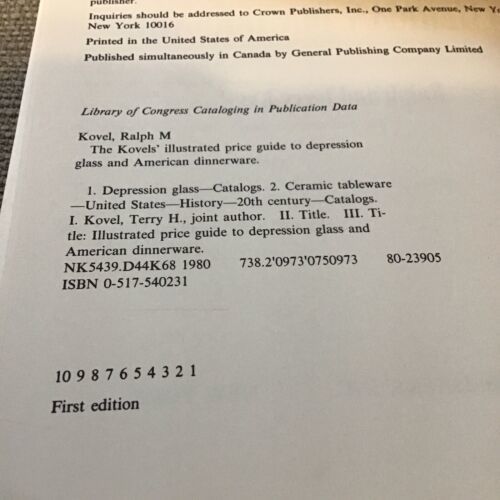 publisher.
Inquiries should be addressed to Crown Publishers, Inc., One Park Avenue, New
New York 10016
Printed in the United States of America
Published simultaneously in Canada by General Publishing Company Limited
Library of Congress Cataloging in Publication Data
Kovel, Ralph M
The Kovels' illustrated price guide to depression
glass and American dinnerware.
1. Depression glass—Catalogs. 2. Ceramic tableware
—United States—History—20th century—Catalogs.
I. Kovel, Terry H., joint author. II. Title. III. Ti-
tle: Illustrated price guide to depression glass and
American dinnerware.
NK5439.D44K68 1980 738.2'0973'0750973 80-23905
ISBN 0-517-540231
10 9 8 7 6 5 4 3 2 1
First edition